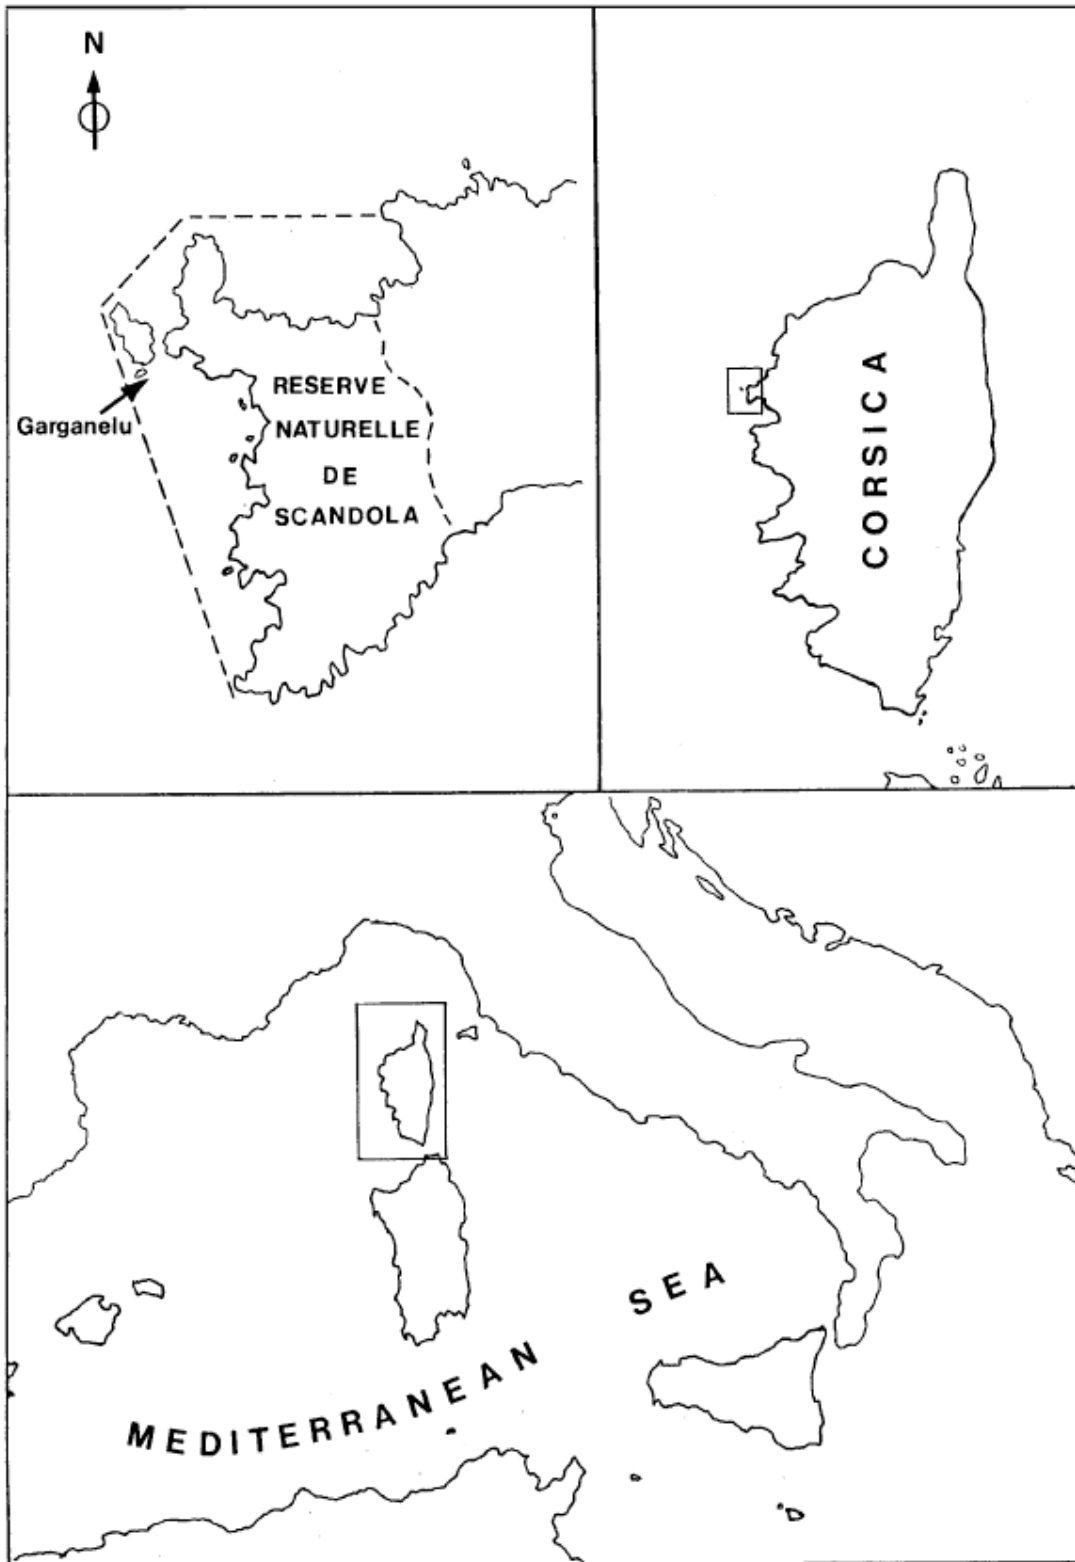 N
RESERVE
NATURELLE
DE
SCANDOLA
Garganelu
CORSICA
MEDITERRANEAN SEA